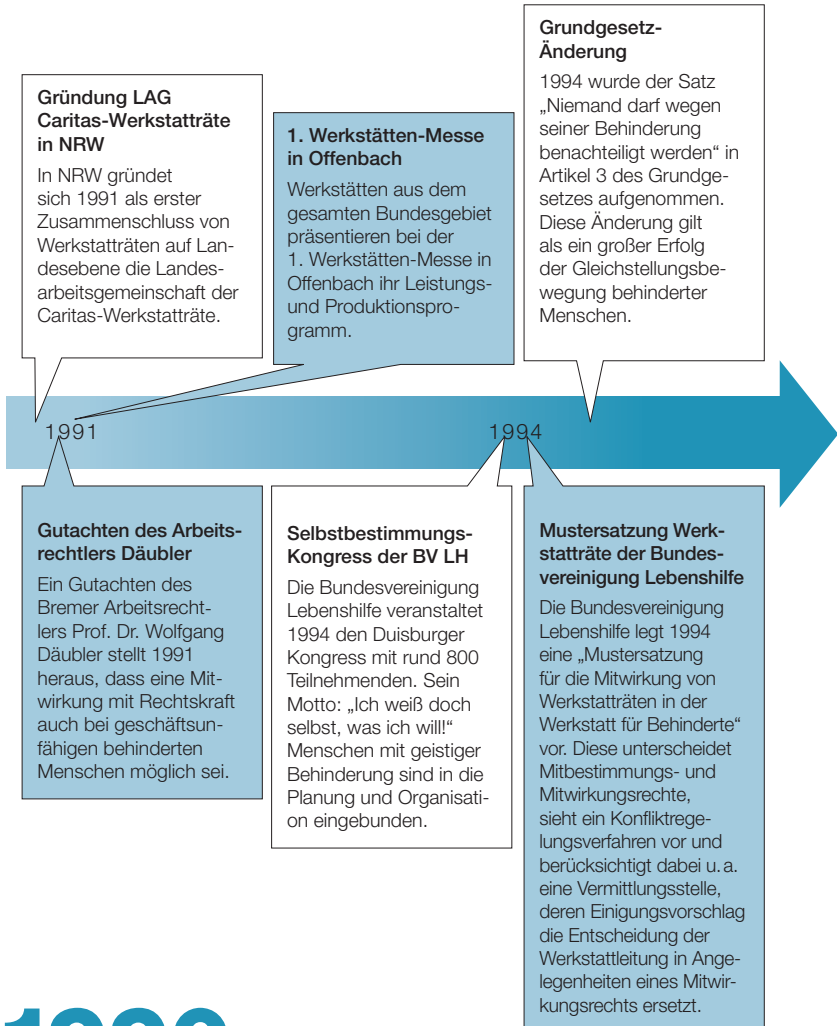 Gründung LAG
Caritas-Werkstatträte
in NRW
In NRW gründet
sich 1991 als erster
Zusammenschluss von
Werkstatträten auf Lan-
desebene die Landes-
arbeitsgemeinschaft der
Caritas-Werkstatträte.
1. Werkstätten-Messe
in Offenbach
Werkstätten aus dem
gesamten Bundesgebiet
präsentieren bei der
1. Werkstätten-Messe in
Offenbach ihr Leistungs-
und Produktionspro-
gramm.
Grundgesetz-
Änderung
1994 wurde der Satz
„Niemand darf wegen
seiner Behinderung
benachteiligt werden“ in
Artikel 3 des Grundge-
setzes aufgenommen.
Diese Änderung gilt
als ein großer Erfolg
der Gleichstellungsbe-
wegung behinderter
Menschen.
1991
1994
Gutachten des Arbeits-
rechtlers Däubler
Ein Gutachten des
Bremer Arbeitsrecht-
lers Prof. Dr. Wolfgang
Däubler stellt 1991
heraus, dass eine Mit-
wirkung mit Rechtskraft
auch bei geschäftsun-
fähigen behinderten
Menschen möglich sei.
Selbstbestimmungs-
Kongress der BV LH
Die Bundesvereinigung
Lebenshilfe veranstaltet
1994 den Duisburger
Kongress mit rund 800
Teilnehmenden. Sein
Motto: „Ich weiß doch
selbst, was ich will!“
Menschen mit geistiger
Behinderung sind in die
Planung und Organisati-
on eingebunden.
Mustersatzung Werk-
statträte der Bundes-
vereinigung Lebenshilfe
Die Bundesvereinigung
Lebenshilfe legt 1994
eine „Mustersatzung
für die Mitwirkung von
Werkstatträten in der
Werkstatt für Behinderte“
vor. Diese unterscheidet
Mitbestimmungs- und
Mitwirkungsrechte,
sieht ein Konfliktrege-
lungsverfahren vor und
berücksichtigt dabei u. a.
eine Vermittlungsstelle,
deren Einigungsvorschlag
die Entscheidung der
Werkstattleitung in Ange-
legenheiten eines Mitwir-
kungsrechts ersetzt.